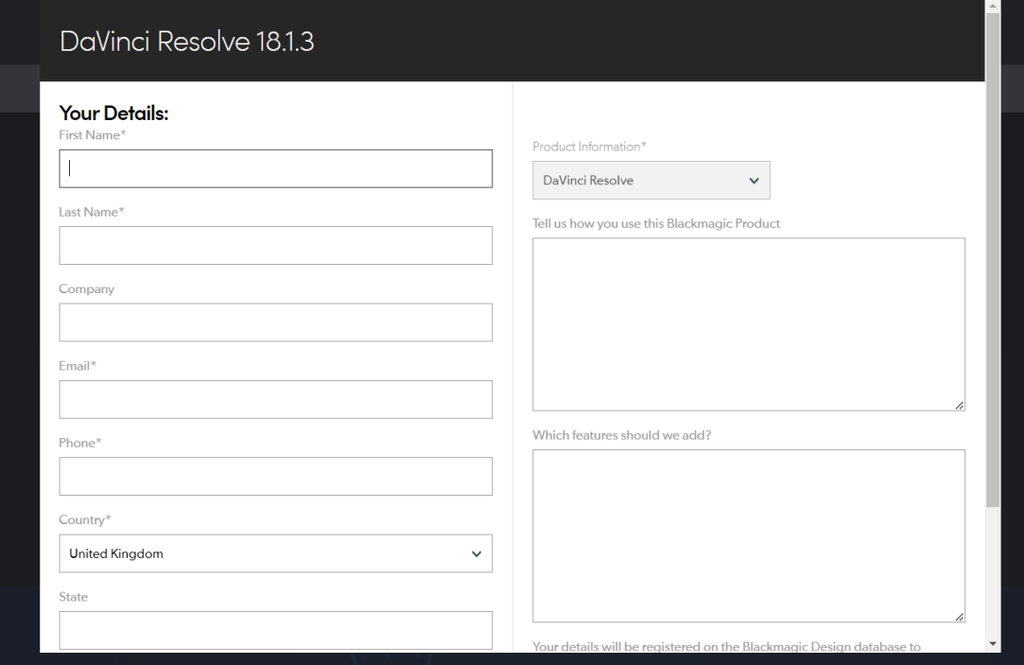 DaVinci Resolve 18.1.3
Your Details:
First Name*
Last Name*
Company
Email*
Phone*
Country*
United Kingdom
State
Product Information*
DaVinci Resolve
Tell us how you use this Blackmagic Product
Which features should we add?
Your details will be registered on the Blackmagic Design database to